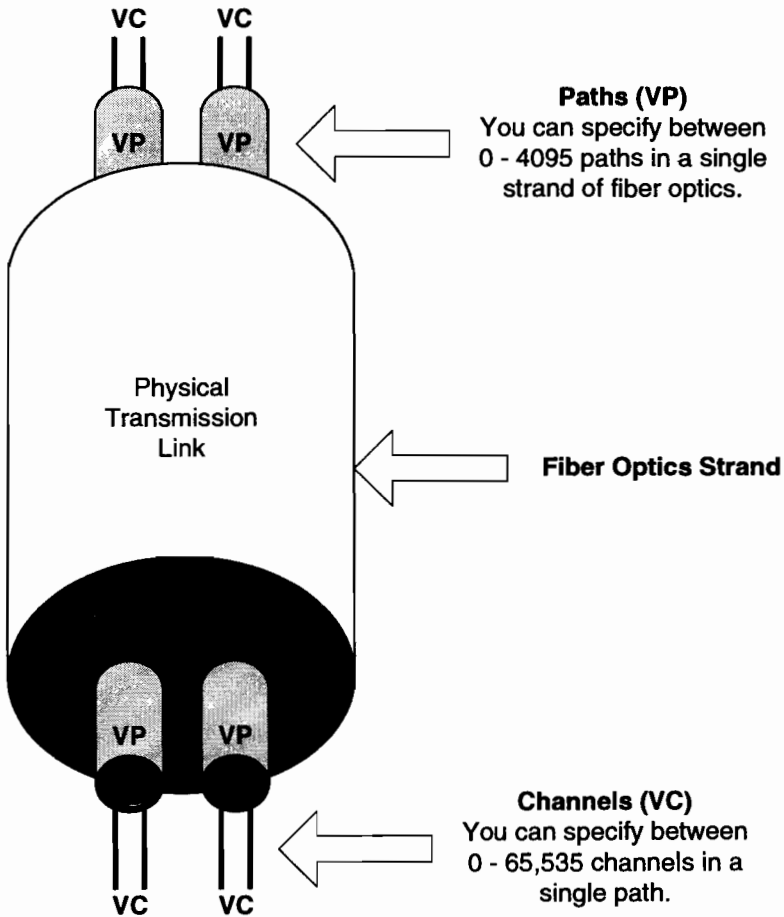 VC VC
VP VP
Paths (VP)
You can specify between
0 - 4095 paths in a single
strand of fiber optics.
Physical
Transmission
Link
Fiber Optics Strand
VP VP
Channels (VC)
You can specify between
0 - 65,535 channels in a
single path.
VC VC